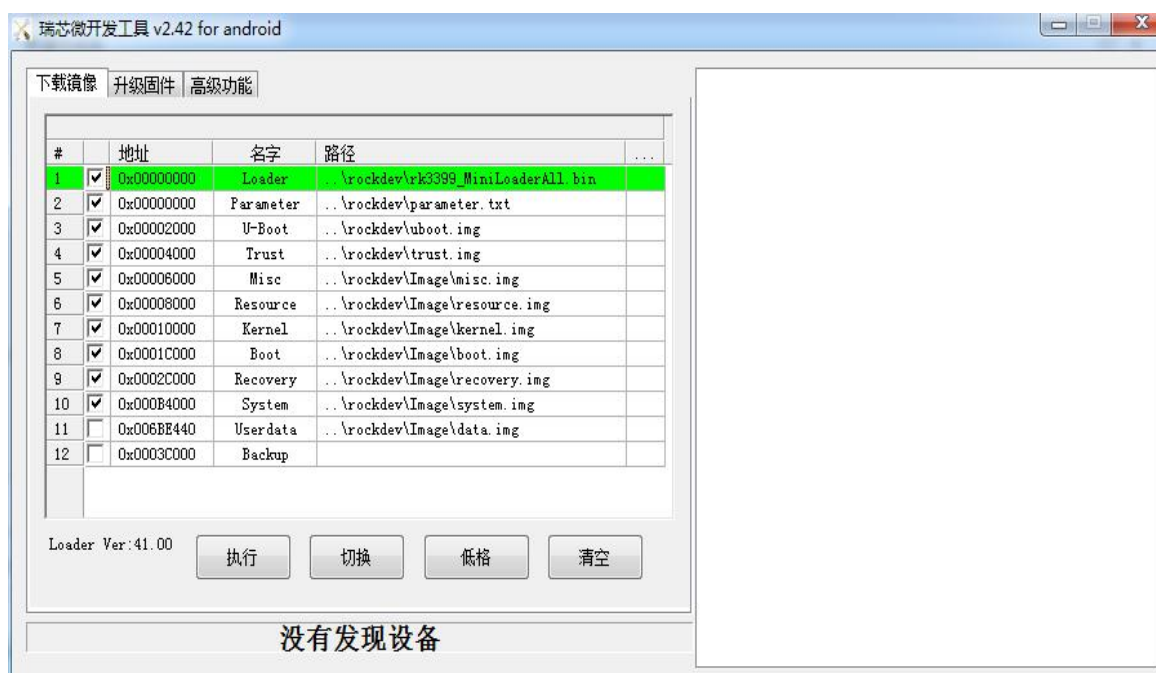 瑞芯微开发工具 v2.42 for android
下载镜像 升级固件 高级功能
# 地址 名字 路径 ...
1 0x00000000 Loader ..\rockdev\rk3399_MiniLoaderAll.bin
2 0x00000000 Parameter ..\rockdev\parameter.txt
3 0x00002000 U-Boot ..\rockdev\uboot.img
4 0x00004000 Trust ..\rockdev\trust.img
5 0x00006000 Misc ..\rockdev\Image\misc.img
6 0x00008000 Resource ..\rockdev\Image\resource.img
7 0x00010000 Kernel ..\rockdev\Image\kernel.img
8 0x0001C000 Boot ..\rockdev\Image\boot.img
9 0x0002C000 Recovery ..\rockdev\Image\recovery.img
10 0x000B4000 System ..\rockdev\Image\system.img
11 0x006BE440 Userdata ..\rockdev\Image\data.img
12 0x0003C000 Backup
Loader Ver:41.00 执行 切换 低格 清空
没有发现设备